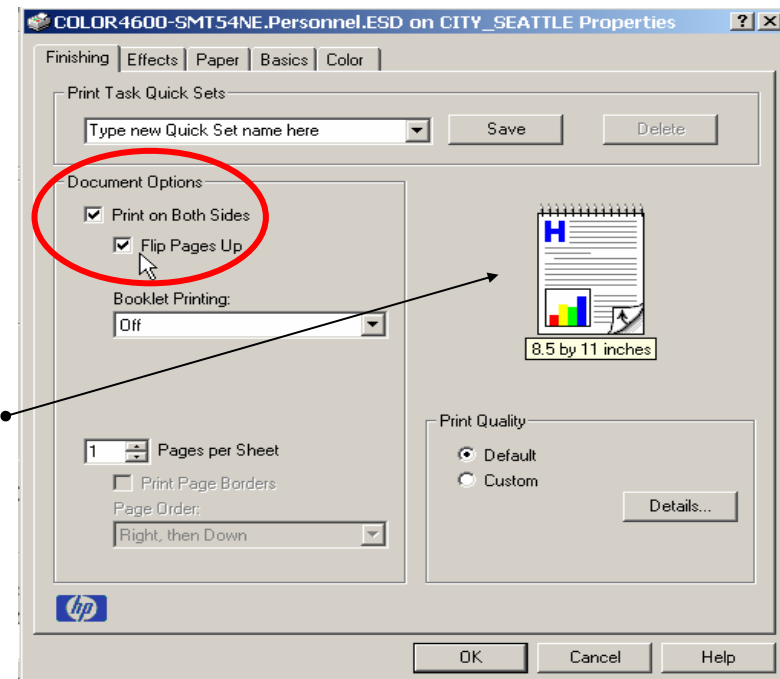 COLOR4600-SMT54NE.Personnel.ESD on CITY_SEATTLE Properties
Finishing Effects Paper Basics Color
Print Task Quick Sets
Type new Quick Set name here Save Delete
Document Options
Print on Both Sides
Flip Pages Up
H
Booklet Printing:
Off
8.5 by 11 inches
Print Quality
1 Pages per Sheet
Default
Print Page Borders
Custom
Page Order:
Details...
Right, then Down
hp
OK Cancel Help